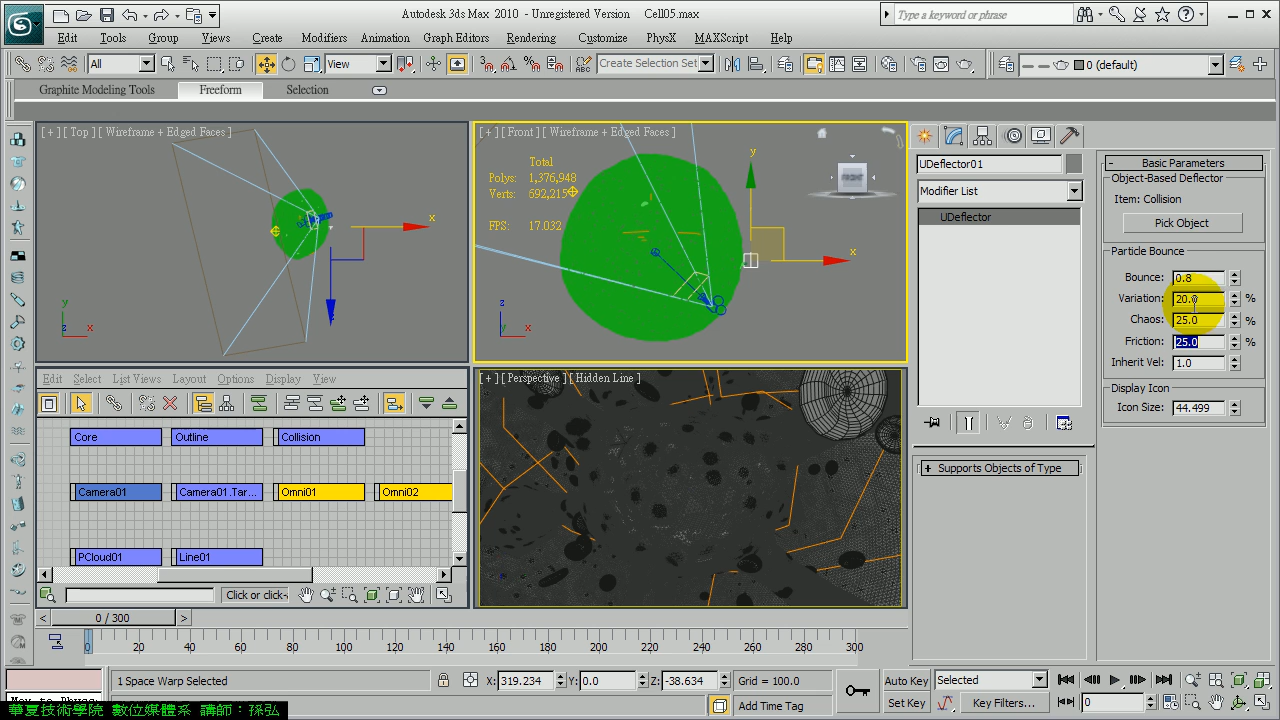 Autodesk 3ds Max 2010 - Unregistered Version Cell05.max
Type a keyword or phrase
Edit Tools Group Views Create Modifiers Animation Graph Editors Rendering Customize PhysX MAXScript Help
All View Create Selection Set 0 (default)
Graphite Modeling Tools Freeform Selection
[ + ] [ Top ] [ Wireframe + Edged Faces ]
x
y
z
x
[ + ] [ Front ] [ Wireframe + Edged Faces ]
Total
Polys: 1,376,948
Verts: 692,215
FPS: 17.032
FRONT
y
x
z
x
Edit Select List Views Layout Options Display View
Core Outline Collision
Camera01 Camera01.Tar... Omni01 Omni02
PCloud01 Line01
Click or click-
[ + ] [ Perspective ] [ Hidden Line ]
UDeflector01
Modifier List
UDeflector
+ Supports Objects of Type
- Basic Parameters
Object-Based Deflector
Item: Collision
Pick Object
Particle Bounce
Bounce: 0.8
Variation: 20.0 %
Chaos: 25.0 %
Friction: 25.0 %
Inherit Vel: 1.0
Display Icon
Icon Size: 44.499
< 0 / 300 >
0 20 40 60 80 100 120 140 160 180 200 220 240 260 280 300
1 Space Warp Selected X: 319.234 Y: 0.0 Z: -38.634 Grid = 100.0 Auto Key Selected
Add Time Tag Set Key Key Filters... 0
華夏技術學院 數位媒體系 講師：孫弘